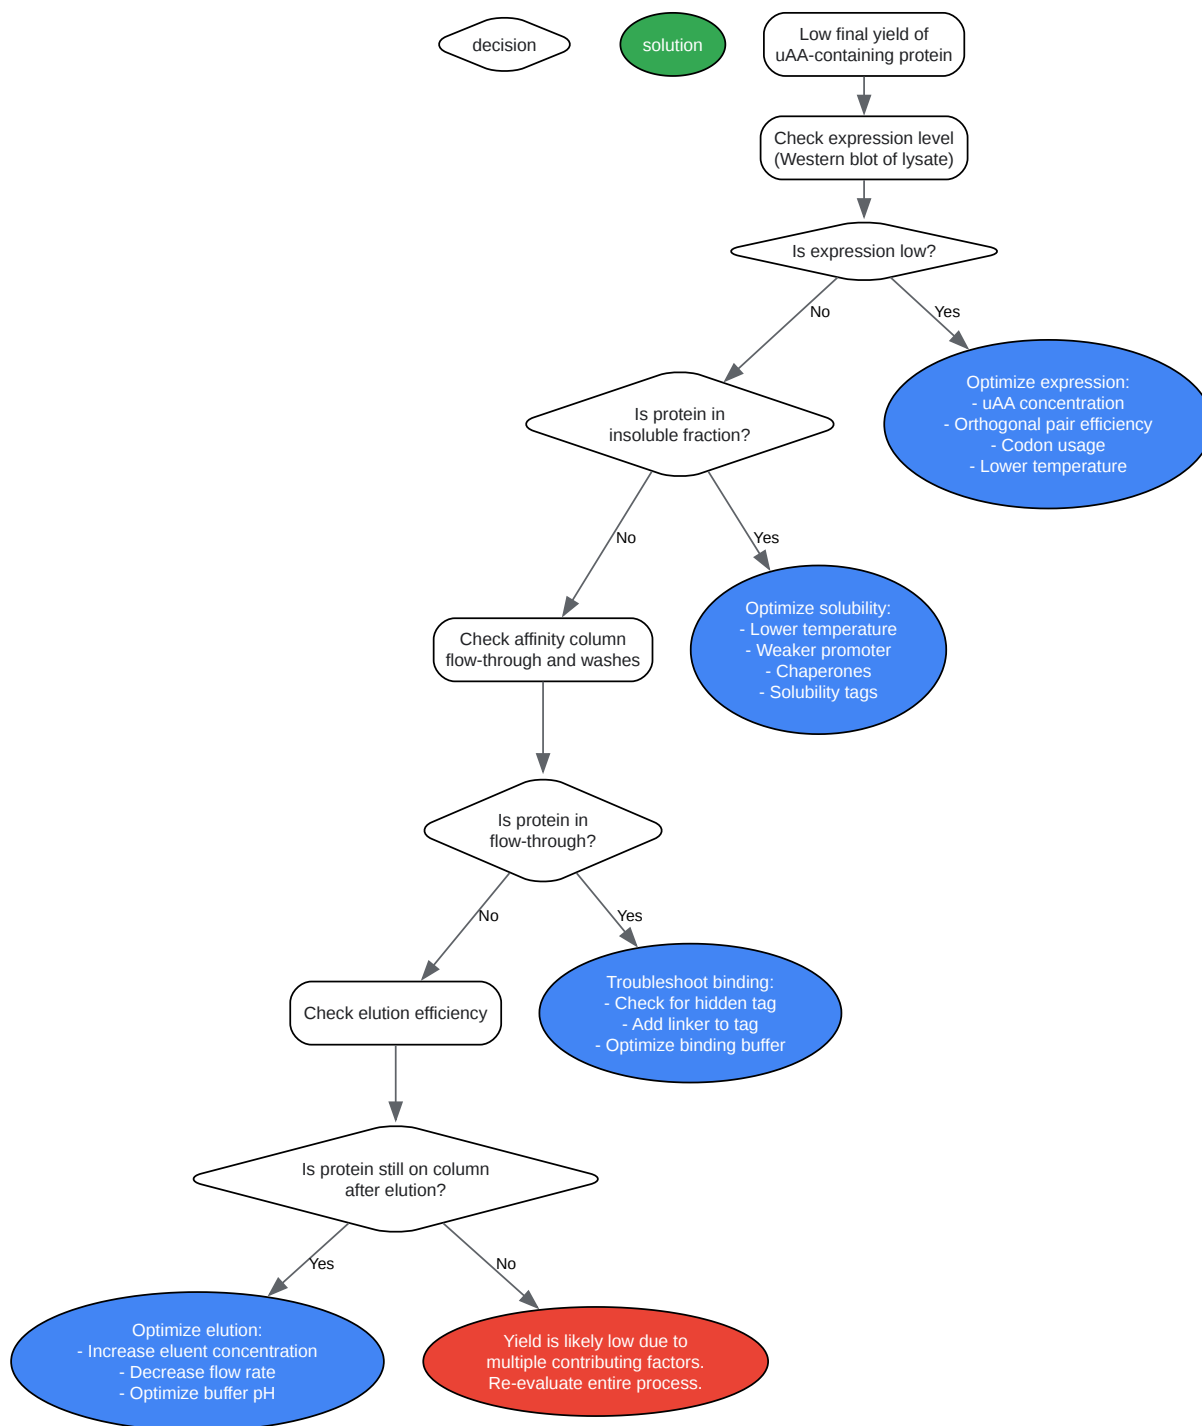 decision
solution
Low final yield of
uAA-containing protein
Check expression level
(Western blot of lysate)
Is expression low?
No
Yes
Optimize expression:
- uAA concentration
- Orthogonal pair efficiency
- Codon usage
- Lower temperature
Is protein in
insoluble fraction?
No
Yes
Optimize solubility:
- Lower temperature
- Weaker promoter
- Chaperones
- Solubility tags
Check affinity column
flow-through and washes
Is protein in
flow-through?
No
Yes
Troubleshoot binding:
- Check for hidden tag
- Add linker to tag
- Optimize binding buffer
Check elution efficiency
Is protein still on column
after elution?
Yes
No
Optimize elution:
- Increase eluent concentration
- Decrease flow rate
- Optimize buffer pH
Yield is likely low due to
multiple contributing factors.
Re-evaluate entire process.